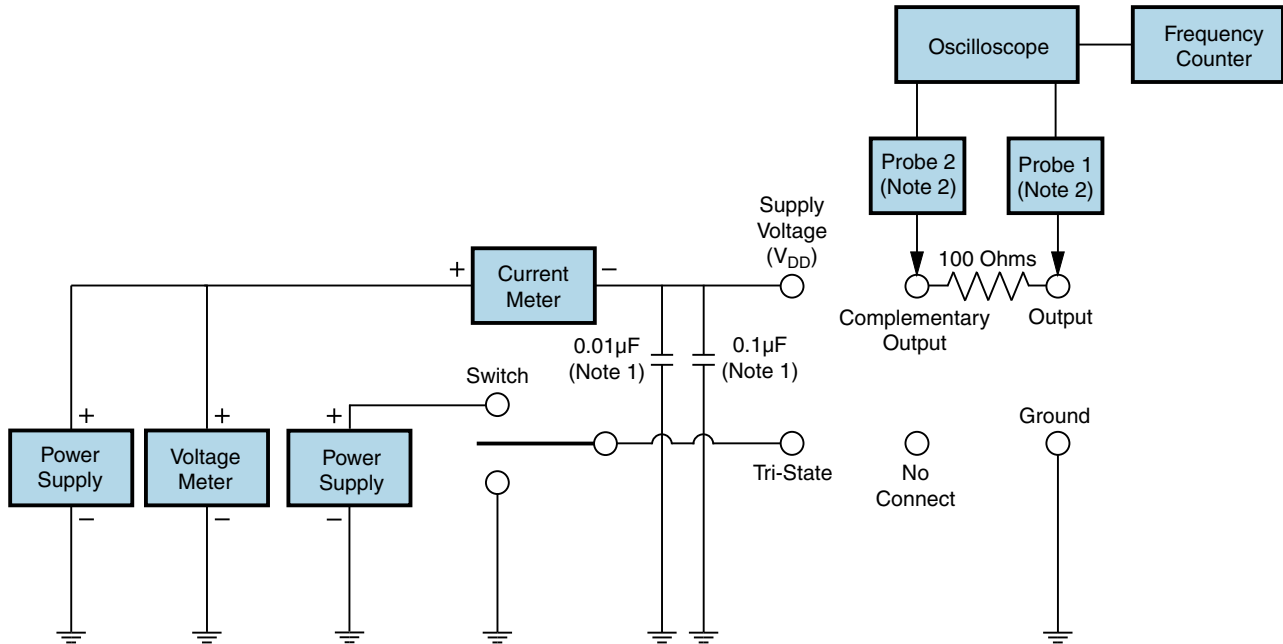 Oscilloscope
Frequency
Counter
Probe 2
(Note 2)
Probe 1
(Note 2)
Supply
Voltage
(VDD)
100 Ohms
+
Current
Meter
−
Complementary
Output
Output
0.01µF
(Note 1)
0.1µF
(Note 1)
Switch
+
+
+
Ground
Power
Supply
Voltage
Meter
Power
Supply
Tri-State
No
Connect
−
−
−